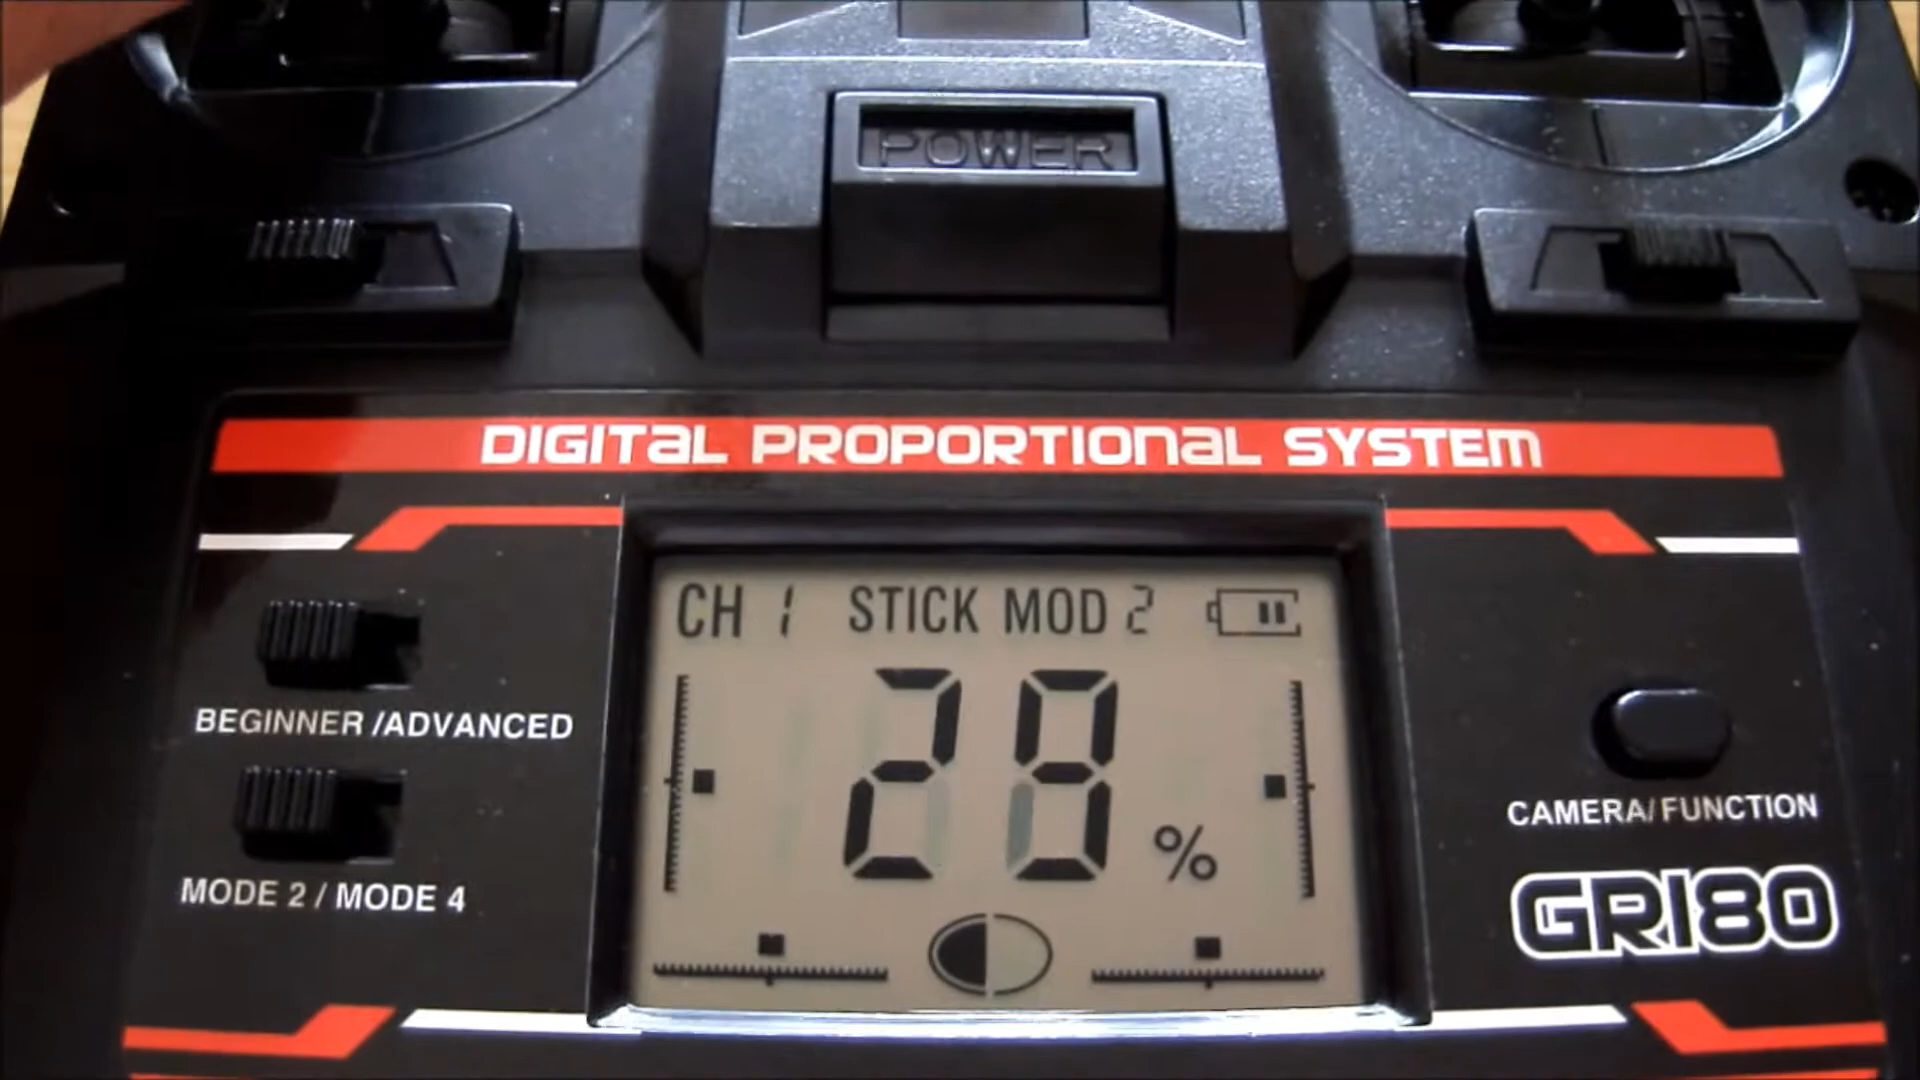 POWER
DIGITAL PROPORTIONAL SYSTEM
CH 1 STICK MOD 2
28 %
BEGINNER /ADVANCED
MODE 2 / MODE 4
CAMERA/FUNCTION
GR180